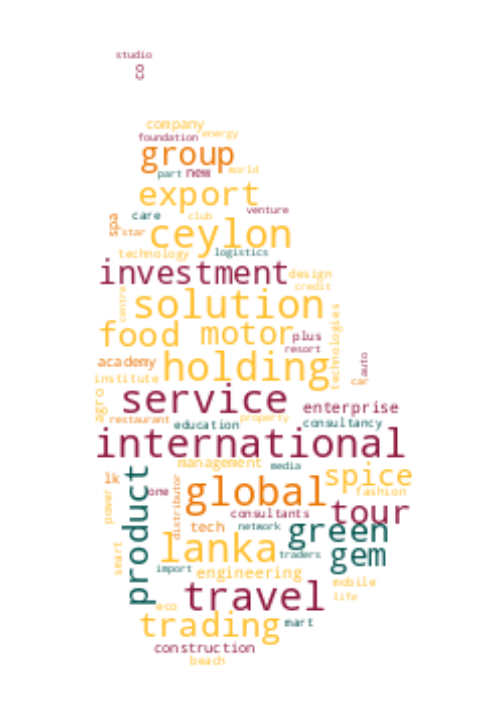 studio
company
foundation energy
group
part new world
export
care club venture
spa star ceylon
technology logistics
investment design
credit
centre solution technologies
food motor plus
resort
academy holding auto
institute
agro service enterprise
restaurant property
education consultancy
international
management media
lk spice
product one distributor global fashion
power
consultants tour
tech network green
smart lanka traders gem
import engineering
mobile
travel life
eco
trading mart
construction
beach